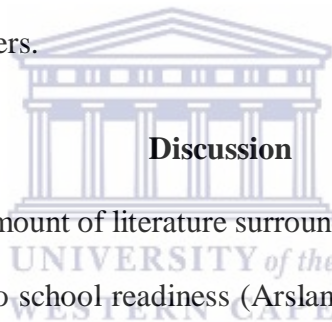 ers.
Discussion
mount of literature surroun
UNIVERSITY of the
o school readiness (Arslan
WESTERN CAPE